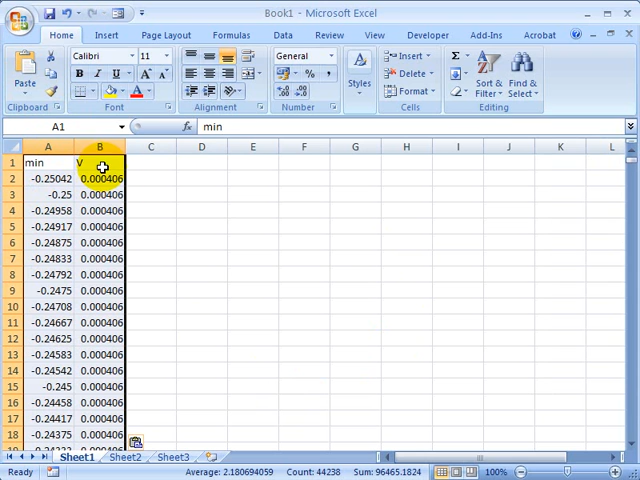 Book1 - Microsoft Excel
Home Insert Page Layout Formulas Data Review View Developer Add-Ins Acrobat
Paste
Clipboard
Calibri 11
B I U A A
A
Font
Alignment
General
$ % ,
.0 .00 .00 .0
Number
A
Styles
Insert
Delete
Format
Cells
Σ
Sort & Filter
Find & Select
Editing
A1 fx min
A B C D E F G H I J K L
1 min V
2 -0.25042 0.000406
3 -0.25 0.000406
4 -0.24958 0.000406
5 -0.24917 0.000406
6 -0.24875 0.000406
7 -0.24833 0.000406
8 -0.24792 0.000406
9 -0.2475 0.000406
10 -0.24708 0.000406
11 -0.24667 0.000406
12 -0.24625 0.000406
13 -0.24583 0.000406
14 -0.24542 0.000406
15 -0.245 0.000406
16 -0.24458 0.000406
17 -0.24417 0.000406
18 -0.24375 0.000406
Sheet1 Sheet2 Sheet3
Ready Average: 2.180694059 Count: 44238 Sum: 96465.1824 100%